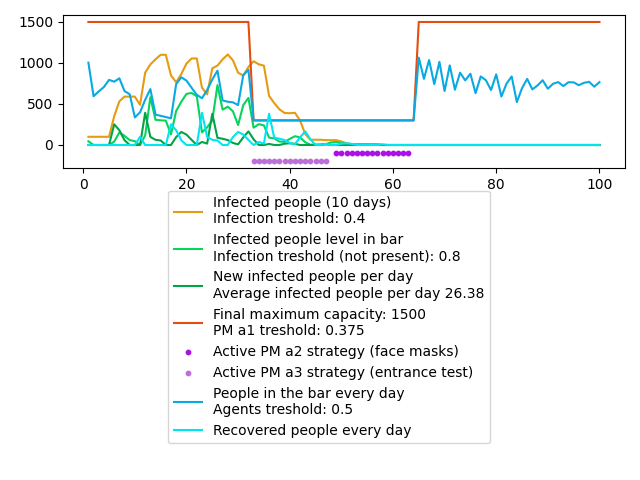 1500
1000
500
0
0
20
40
60
80
100
Infected people (10 days)
Infection treshold: 0.4
Infected people level in bar
Infection treshold (not present): 0.8
New infected people per day
Average infected people per day 26.38
Final maximum capacity: 1500
PM a1 treshold: 0.375
Active PM a2 strategy (face masks)
Active PM a3 strategy (entrance test)
People in the bar every day
Agents treshold: 0.5
Recovered people every day